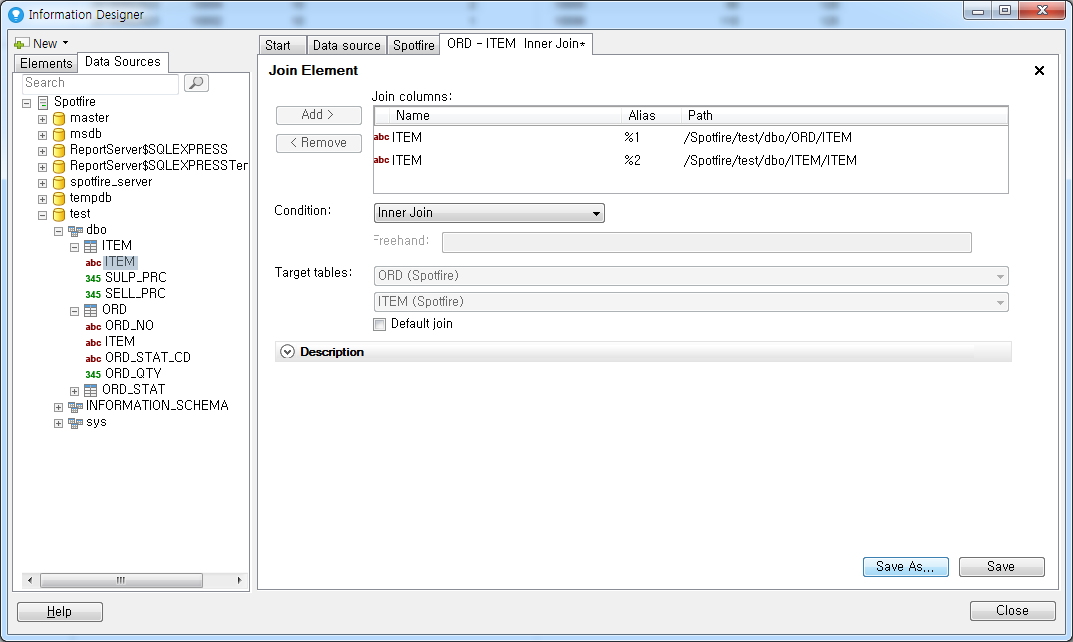 Information Designer
New
Elements
Data Sources
Search
Spotfire
master
msdb
ReportServer$SQLEXPRESS
ReportServer$SQLEXPRESSTer
spotfire_server
tempdb
test
dbo
ITEM
abc ITEM
345 SULP_PRC
345 SELL_PRC
ORD
abc ORD_NO
abc ITEM
abc ORD_STAT_CD
345 ORD_QTY
ORD_STAT
INFORMATION_SCHEMA
sys
Help
Start
Data source
Spotfire
ORD - ITEM Inner Join*
Join Element
Join columns:
Add >
< Remove
Name Alias Path
abc ITEM %1 /Spotfire/test/dbo/ORD/ITEM
abc ITEM %2 /Spotfire/test/dbo/ITEM/ITEM
Condition:
Inner Join
Freehand:
Target tables:
ORD (Spotfire)
ITEM (Spotfire)
Default join
Description
Save As...
Save
Close